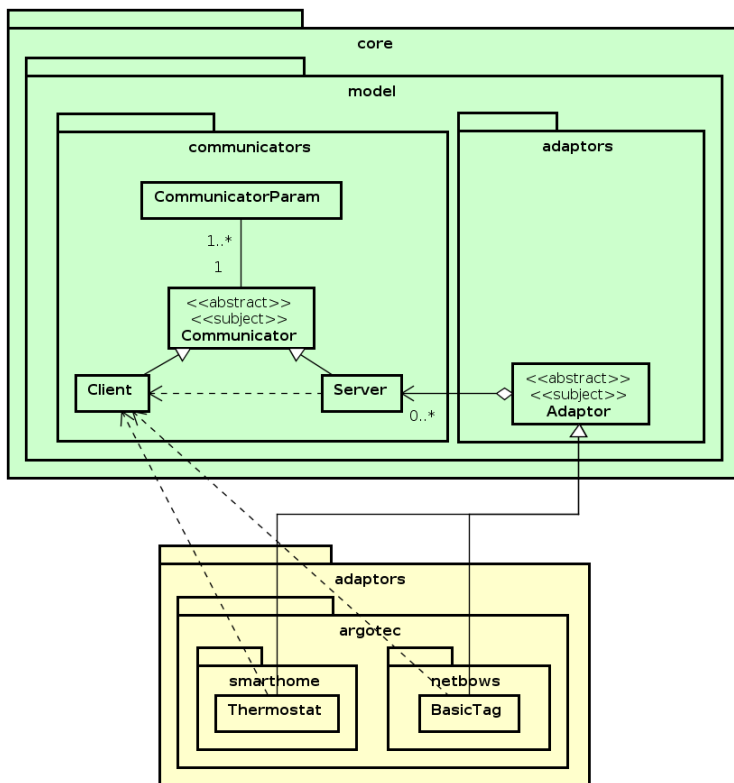 core
model
communicators
adaptors
CommunicatorParam
1..*
1
<<abstract>>
<<subject>>
Communicator
Client
Server
0..*
<<abstract>>
<<subject>>
Adaptor
adaptors
argotec
smarthome
netbows
Thermostat
BasicTag